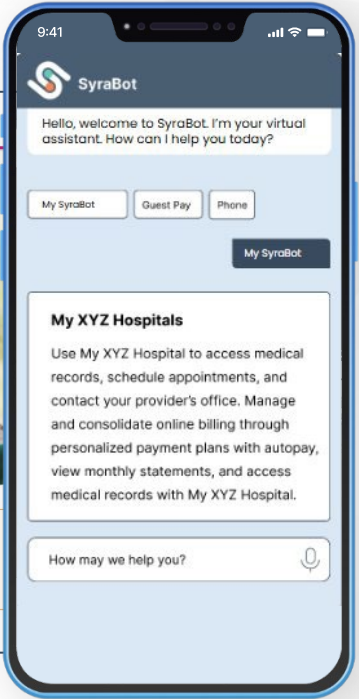 9:41
SyraBot
Hello, welcome to SyraBot. I'm your virtual
assistant. How can I help you today?
My SyraBot
Guest Pay
Phone
My SyraBot
My XYZ Hospitals
Use My XYZ Hospital to access medical
records, schedule appointments, and
contact your provider's office. Manage
and consolidate online billing through
personalized payment plans with autopay,
view monthly statements, and access
medical records with My XYZ Hospital.
How may we help you?